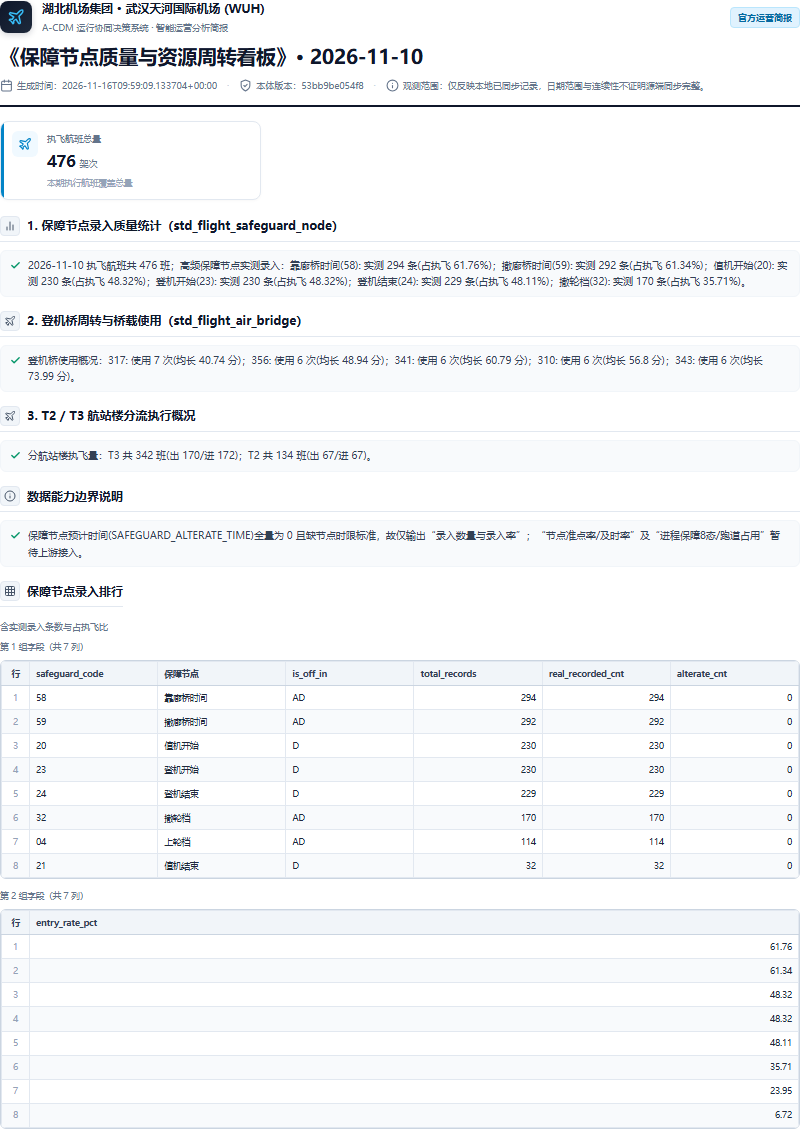 湖北机场集团 • 武汉天河国际机场 (WUH)
A-CDM 运行协同决策系统 · 智能运营分析简报
官方运营简报
《保障节点质量与资源周转看板》• 2026-11-10
生成时间：2026-11-16T09:59:09.133704+00:00 · 本体版本：53bb9be054f8 · 观测范围：仅反映本地已同步记录，日期范围与连续性不证明源端同步完整。
执飞航班总量
476 架次
本期执行航班覆盖总量
1. 保障节点录入质量统计（std_flight_safeguard_node）
2026-11-10 执飞航班共 476 班；高频保障节点实测录入：靠廊桥时间(58): 实测 294 条(占执飞 61.76%)；撤廊桥时间(59): 实测 292 条(占执飞 61.34%)；值机开始(20): 实
测 230 条(占执飞 48.32%)；登机开始(23): 实测 230 条(占执飞 48.32%)；登机结束(24): 实测 229 条(占执飞 48.11%)；撤轮档(32): 实测 170 条(占执飞 35.71%)。
2. 登机桥周转与桥载使用（std_flight_air_bridge）
登机桥使用概况：317: 使用 7 次(均长 40.74 分)；356: 使用 6 次(均长 48.94 分)；341: 使用 6 次(均长 60.79 分)；310: 使用 6 次(均长 56.8 分)；343: 使用 6 次(均长
73.99 分)。
3. T2 / T3 航站楼分流执行概况
分航站楼执飞量：T3 共 342 班(出 170/进 172)；T2 共 134 班(出 67/进 67)。
数据能力边界说明
保障节点预计时间(SAFEGUARD_ALTERATE_TIME)全量为 0 且缺节点时限标准，故仅输出“录入数量与录入率”；“节点准点率/及时率”及“进程保障8态/跑道占用”暂
待上游接入。
保障节点录入排行
含实测录入条数与占执飞比
第 1 组字段（共 7 列）
行 safeguard_code 保障节点 is_off_in total_records real_recorded_cnt alterate_cnt
1 58 靠廊桥时间 AD 294 294 0
2 59 撤廊桥时间 AD 292 292 0
3 20 值机开始 D 230 230 0
4 23 登机开始 D 230 230 0
5 24 登机结束 D 229 229 0
6 32 撤轮档 AD 170 170 0
7 04 上轮档 AD 114 114 0
8 21 值机结束 D 32 32 0
第 2 组字段（共 7 列）
行 entry_rate_pct
1 61.76
2 61.34
3 48.32
4 48.32
5 48.11
6 35.71
7 23.95
8 6.72